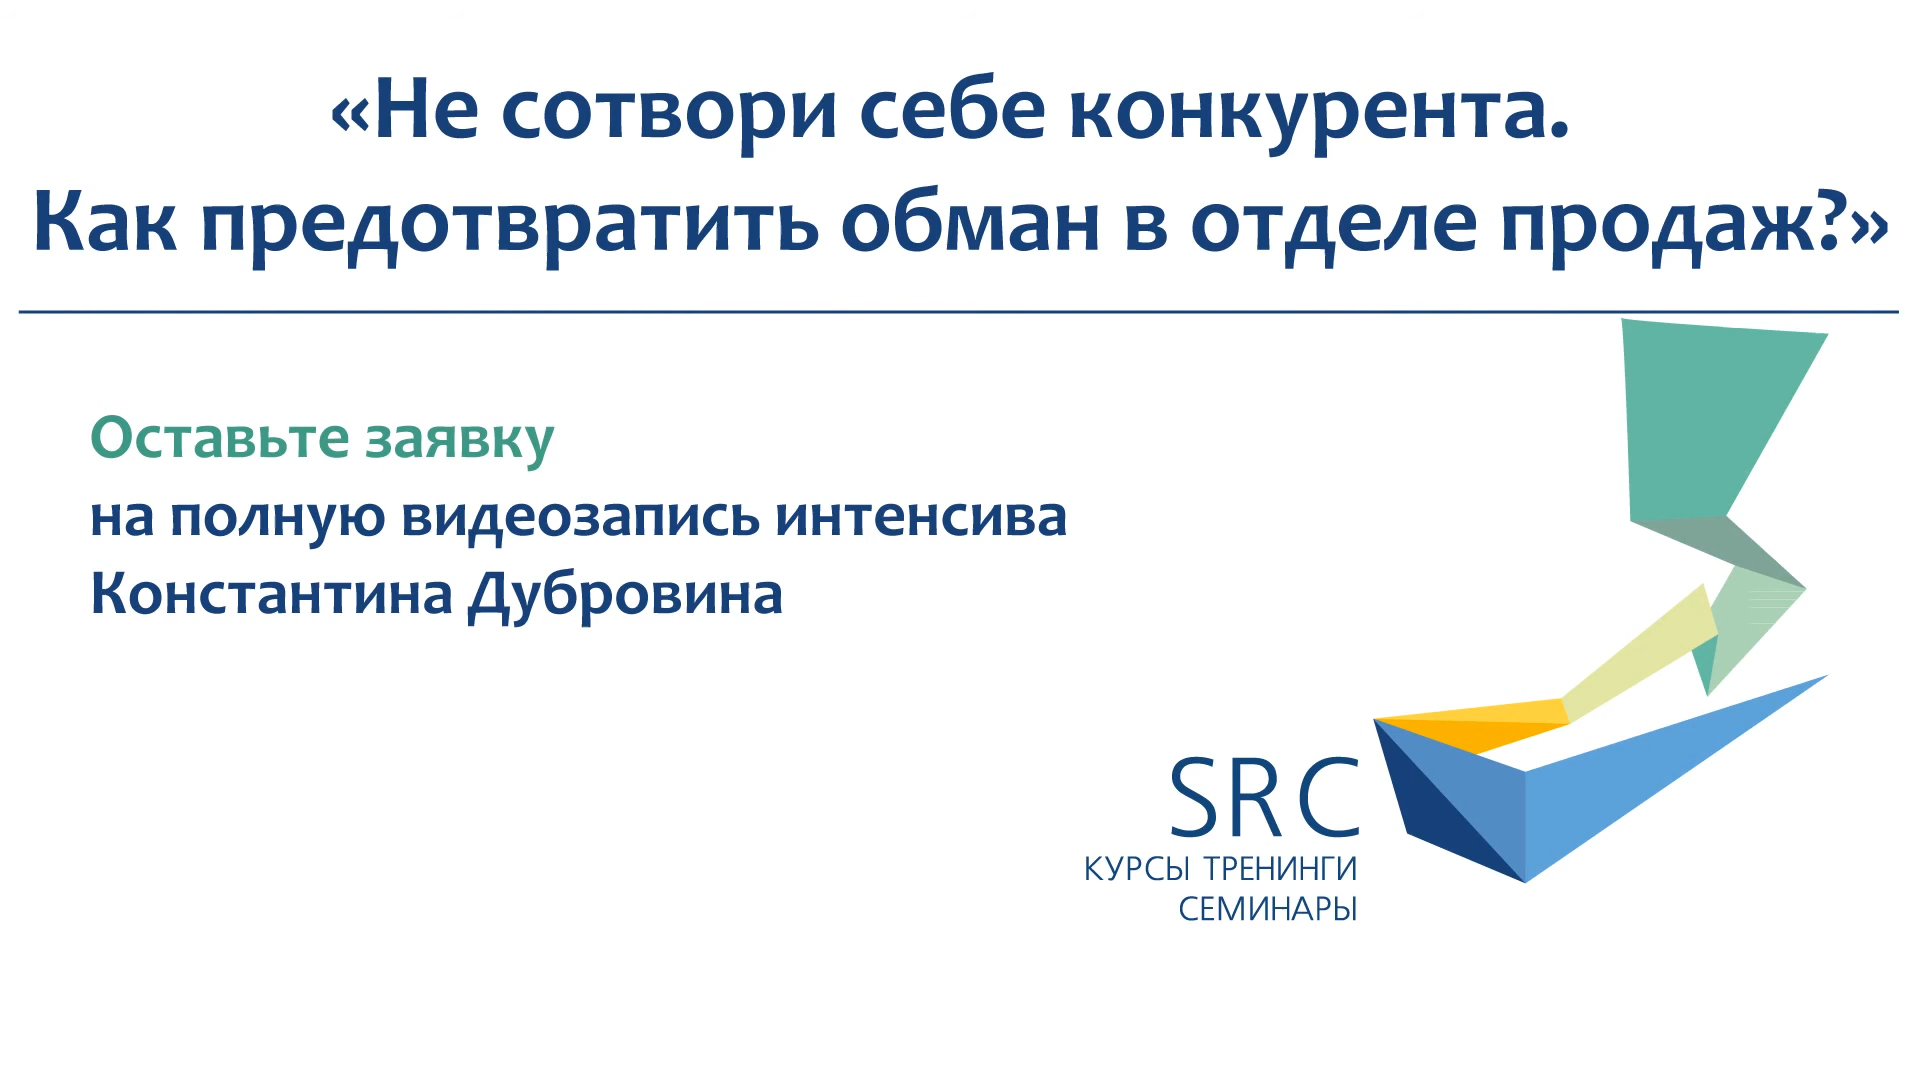 «Не сотвори себе конкурента.
Как предотвратить обман в отделе продаж?»
Оставьте заявку
на полную видеозапись интенсива
Константина Дубровина
SRC
КУРСЫ ТРЕНИНГИ
СЕМИНАРЫ